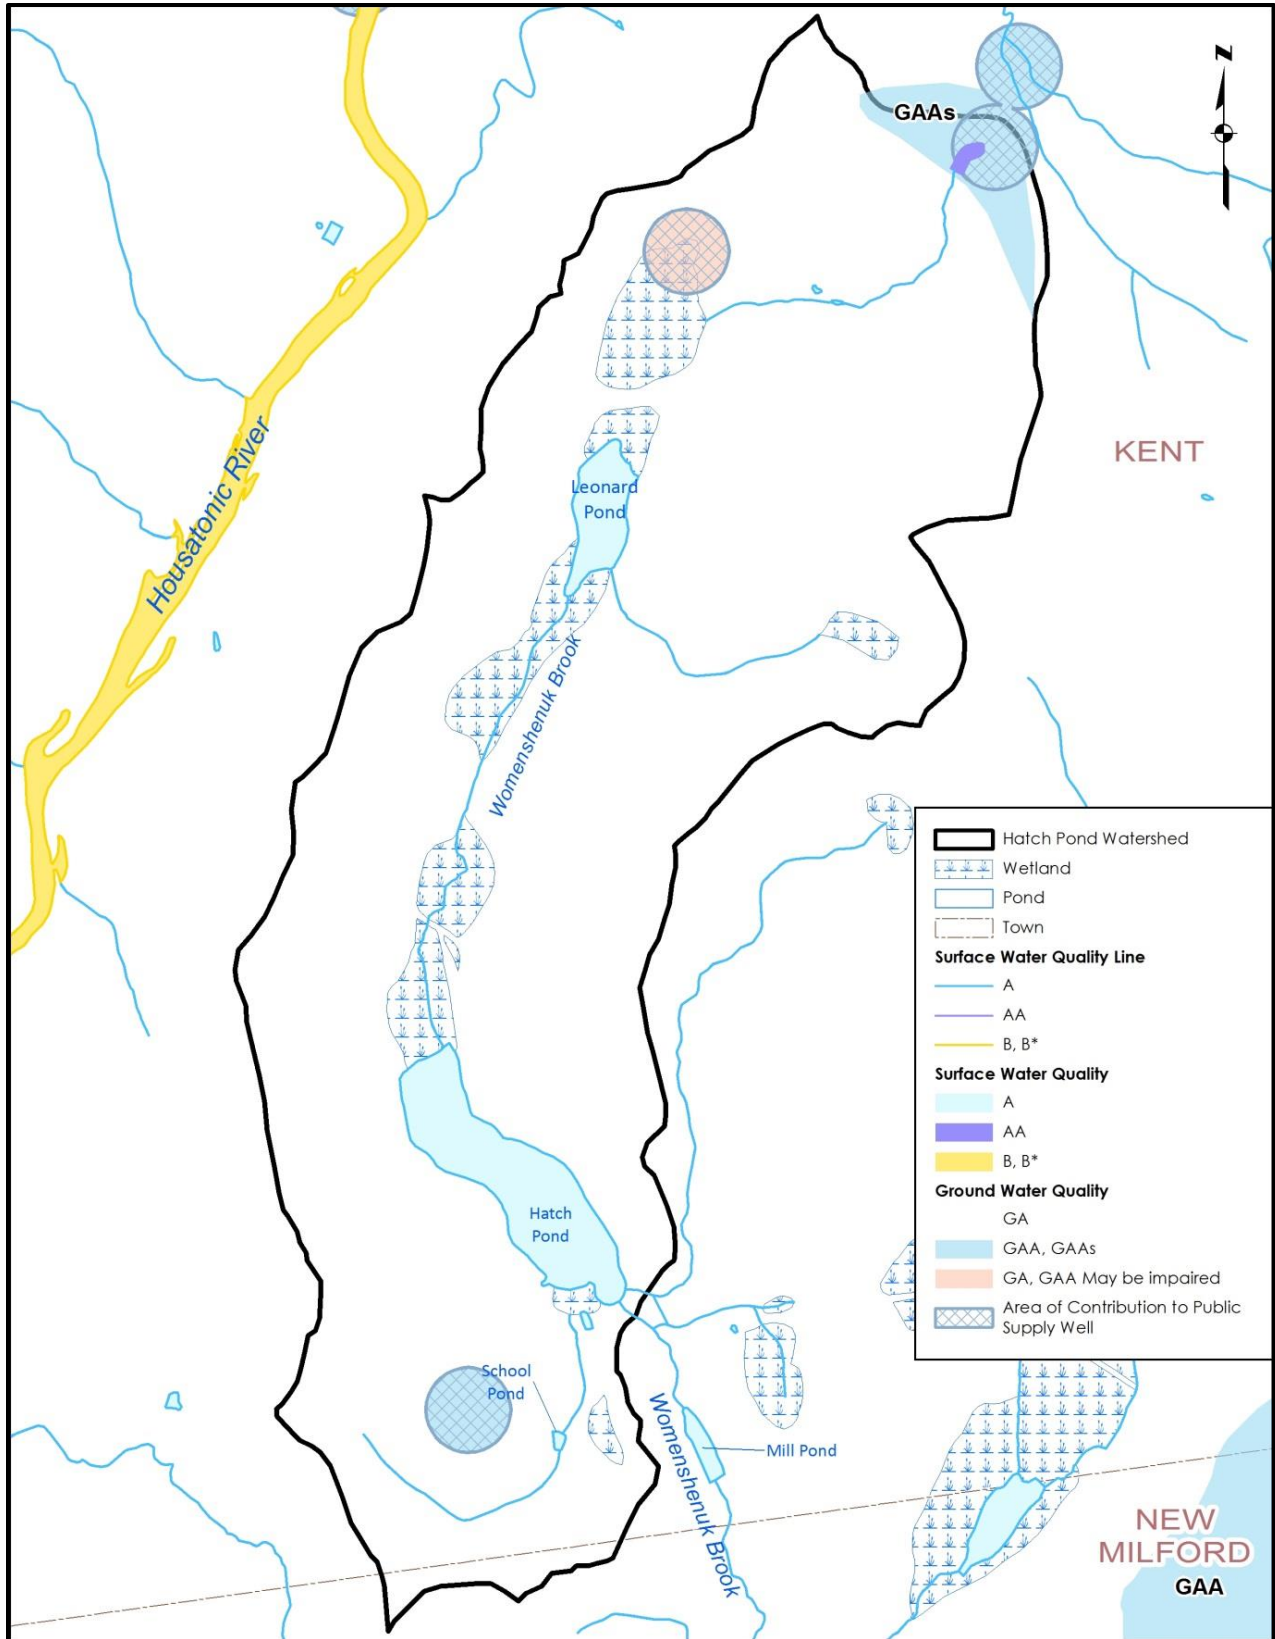 GAAs
N
KENT
Housatonic River
Leonard
Pond
Womenshenuk Brook
Hatch
Pond
School
Pond
Mill Pond
Womenshenuk Brook
NEW
MILFORD
GAA
Hatch Pond Watershed
Wetland
Pond
Town
Surface Water Quality Line
A
AA
B, B*
Surface Water Quality
A
AA
B, B*
Ground Water Quality
GA
GAA, GAAs
GA, GAA May be impaired
Area of Contribution to Public
Supply Well